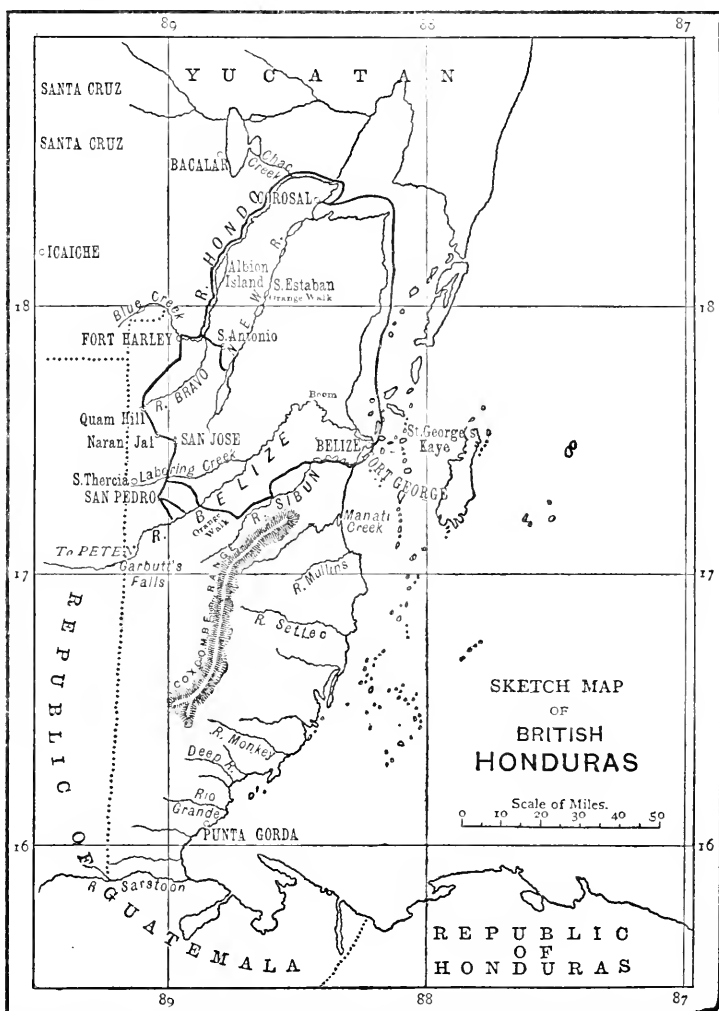 89
88
87
YUCATAN
SANTA CRUZ
SANTA CRUZ
BACALAR
Chac
Creek
COROSAL
R. HONDO
ICAICHE
Albion
Island
S. Estaban
Orange Walk
NEW R.
18
18
Blue Creek
FORT HARLEY
S. Antonio
R. BRAVO
Quam Hill
Naran Jal
SAN JOSE
Boom
BELIZE
FORT GEORGE
St. George's
Kaye
S. Thercia
Laboring Creek
SAN PEDRO
R. BELIZE
Orange
Walk
R. SIBUN
Manati
Creek
To PETEN
Garbutt's
Falls
17
17
R. Mullins
COXCOMBE RANGE
R. Settee
REPUBLIC OF GUATEMALA
SKETCH MAP
OF
BRITISH
HONDURAS
Scale of Miles.
0 10 20 30 40 50
R. Monkey
Deep R.
Rio
Grande
PUNTA GORDA
16
16
R Sarstoon
REPUBLIC
OF
HONDURAS
89
88
87